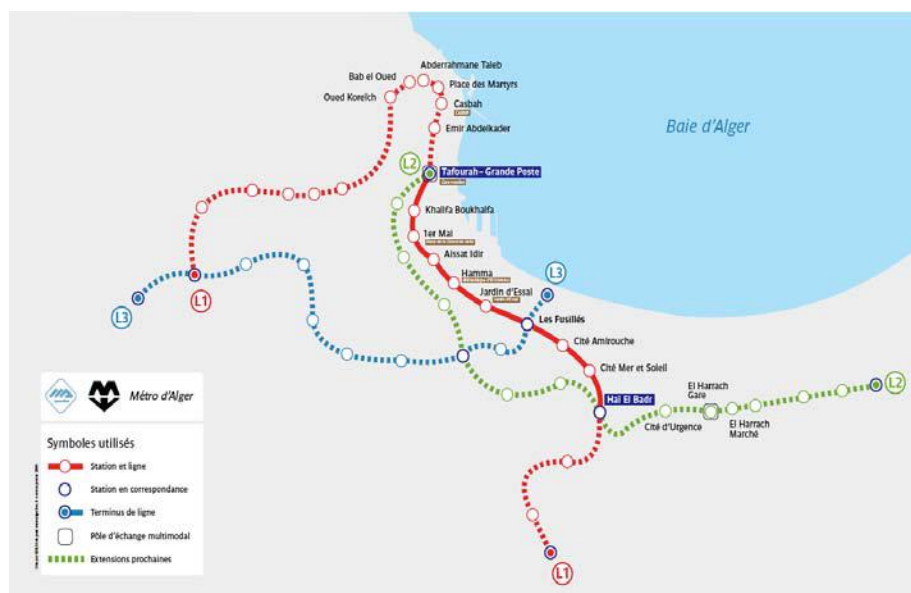 Abderrahmane Taleb
Bab el Oued
Place des Martyrs
Oued Koreïch
Casbah
Emir Abdelkader
Baie d'Alger
L2
Tafourah – Grande Poste
Khalifa Boukhalfa
1er Mai
Aïssat Idir
Hamma
L3
Jardin d'Essai
L1
L3
Les Fusillés
Cité Amirouche
Cité Mer et Soleil
El Harrach
Gare
L2
Haï El Badr
Cité d'Urgence
El Harrach
Marché
Métro d'Alger
Symboles utilisés
Station et ligne
Station en correspondance
Terminus de ligne
Pôle d'échange multimodal
Extensions prochaines
L1